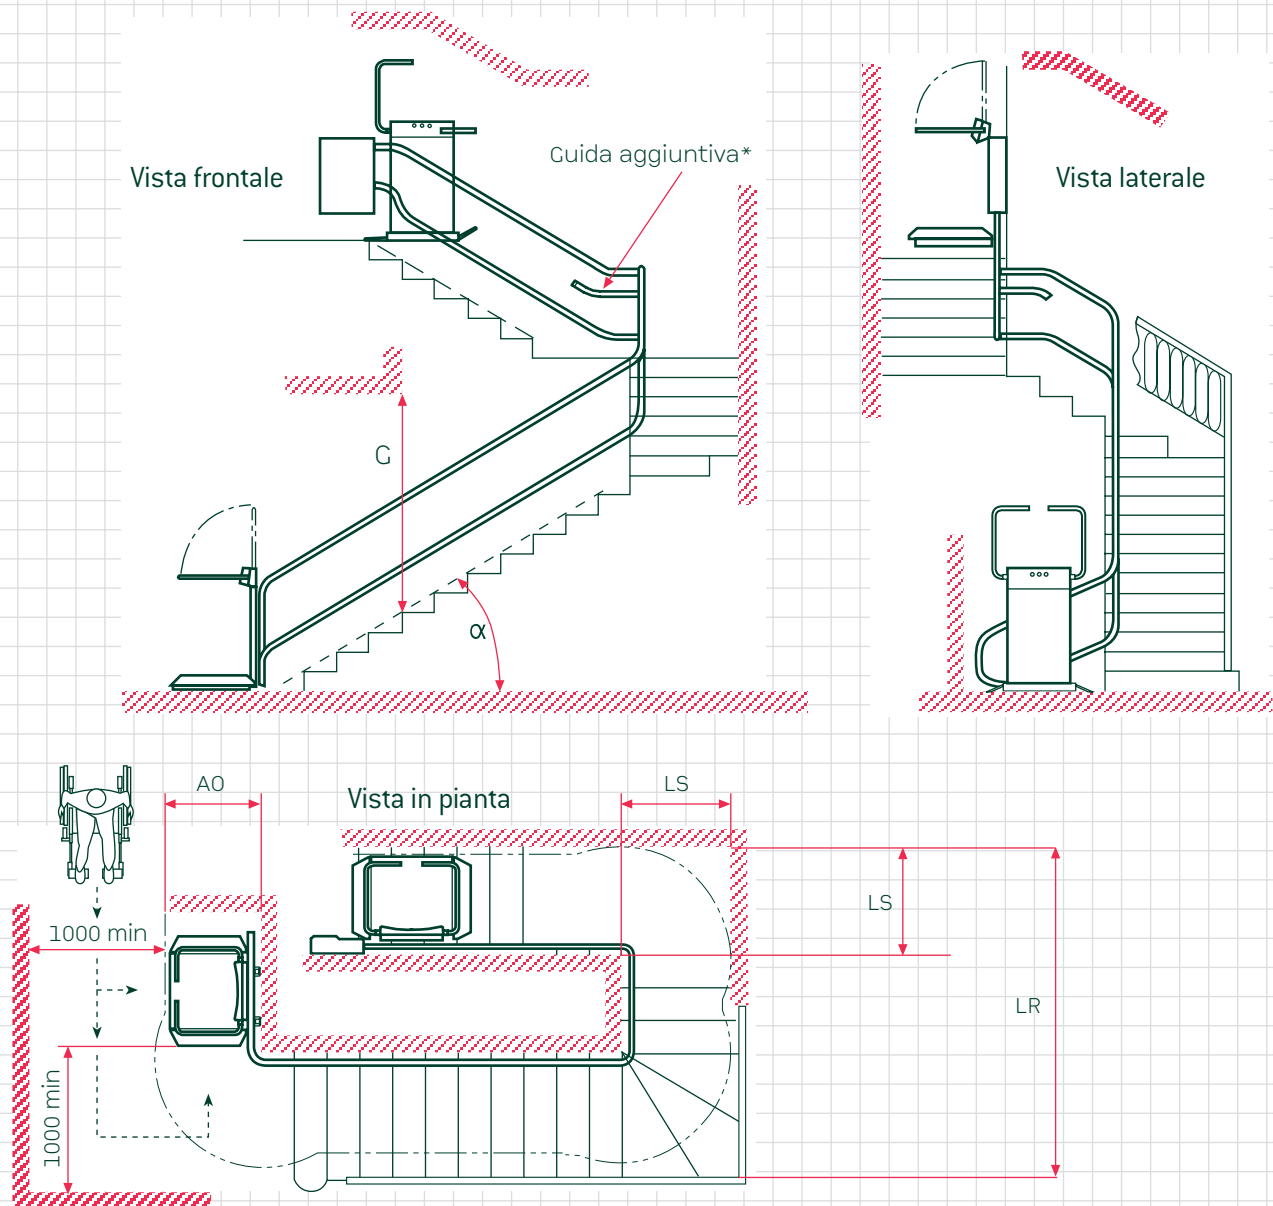 Vista frontale
Guida aggiuntiva*
Vista laterale
G
α
AO
Vista in pianta
LS
LS
1000 min
LR
1000 min